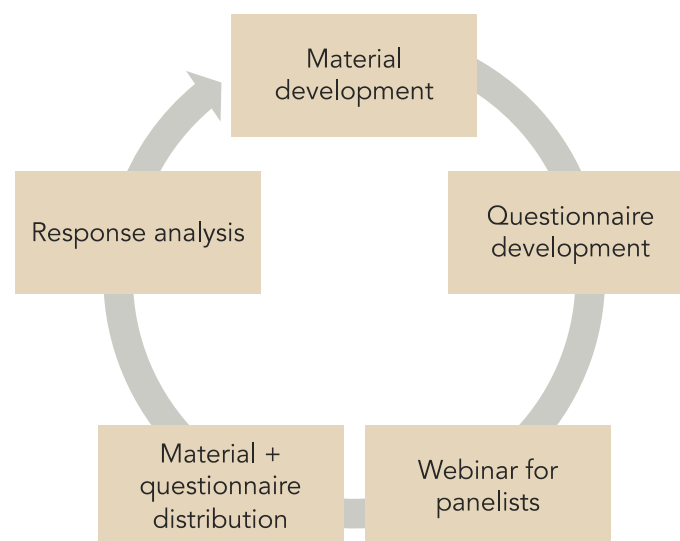 Material
development
Questionnaire
development
Webinar for
panelists
Material +
questionnaire
distribution
Response analysis